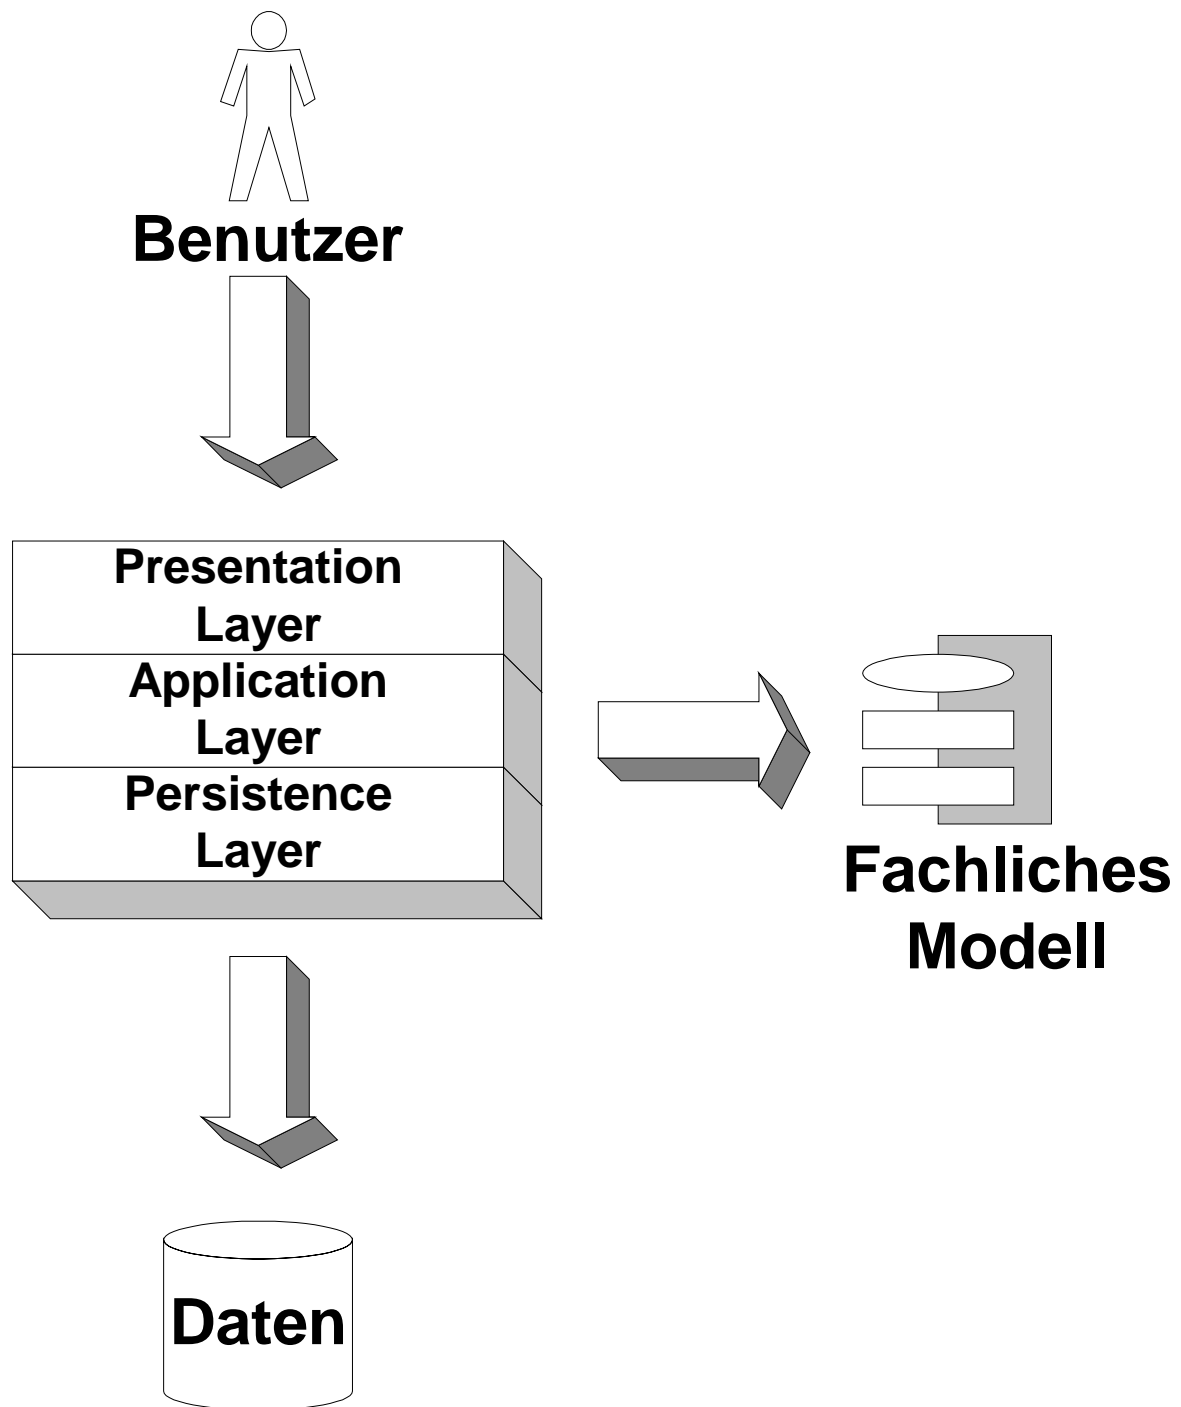 Benutzer
Presentation
Layer
Application
Layer
Persistence
Layer
Fachliches
Modell
Daten